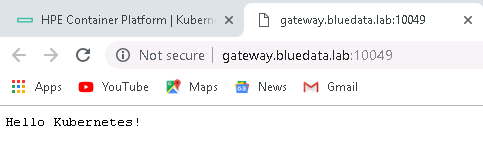 HPE Container Platform | Kubern
gateway.bluedata.lab:10049
Not secure | gateway.bluedata.lab:10049
Apps YouTube Maps News Gmail
Hello Kubernetes!